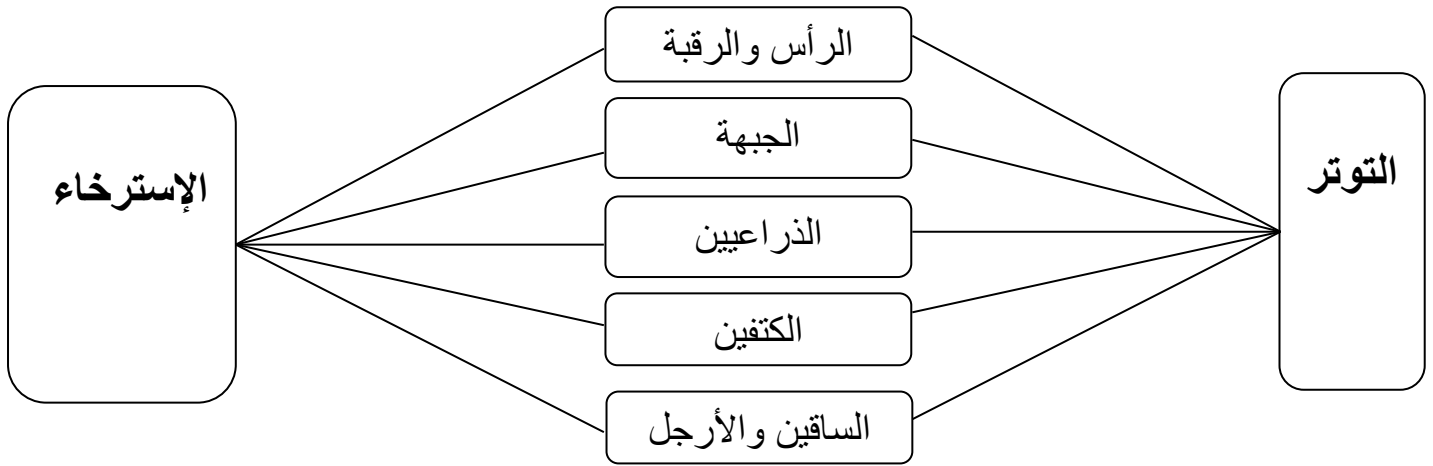 التوتر
الرأس والرقبة
الجبهة
الذراعيين
الكتفين
الساقين والأرجل
الإسترخاء